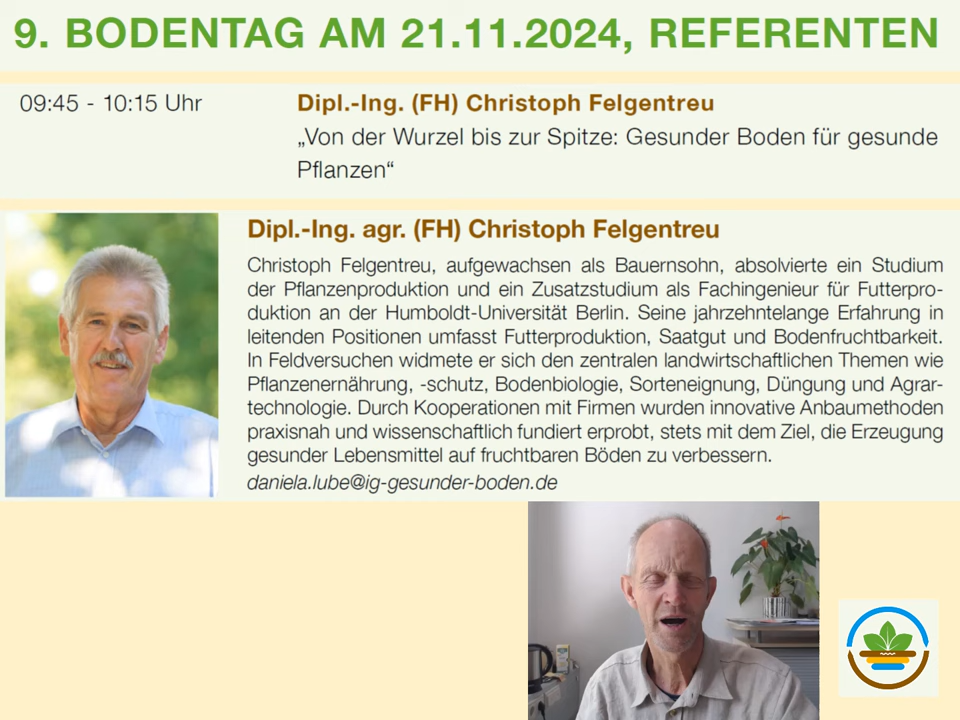 9. BODENTAG AM 21.11.2024, REFERENTEN
09:45 - 10:15 Uhr
Dipl.-Ing. (FH) Christoph Felgentreu
„Von der Wurzel bis zur Spitze: Gesunder Boden für gesunde
Pflanzen“
Dipl.-Ing. agr. (FH) Christoph Felgentreu
Christoph Felgentreu, aufgewachsen als Bauernsohn, absolvierte ein Studium
der Pflanzenproduktion und ein Zusatzstudium als Fachingenieur für Futterpro-
duktion an der Humboldt-Universität Berlin. Seine jahrzehntelange Erfahrung in
leitenden Positionen umfasst Futterproduktion, Saatgut und Bodenfruchtbarkeit.
In Feldversuchen widmete er sich den zentralen landwirtschaftlichen Themen wie
Pflanzenernährung, -schutz, Bodenbiologie, Sorteneignung, Düngung und Agrar-
technologie. Durch Kooperationen mit Firmen wurden innovative Anbaumethoden
praxisnah und wissenschaftlich fundiert erprobt, stets mit dem Ziel, die Erzeugung
gesunder Lebensmittel auf fruchtbaren Böden zu verbessern.
daniela.lube@ig-gesunder-boden.de